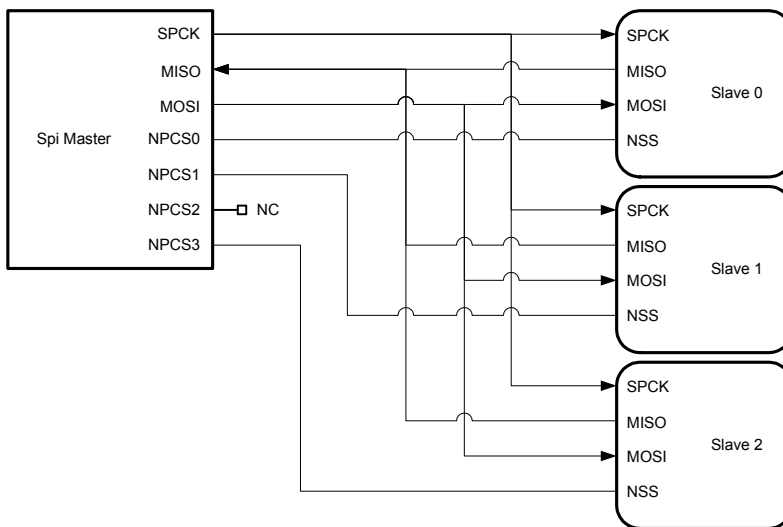 Spi Master
SPCK
MISO
MOSI
NPCS0
NPCS1
NPCS2
NC
NPCS3
SPCK
MISO
MOSI
NSS
Slave 0
SPCK
MISO
MOSI
NSS
Slave 1
SPCK
MISO
MOSI
NSS
Slave 2